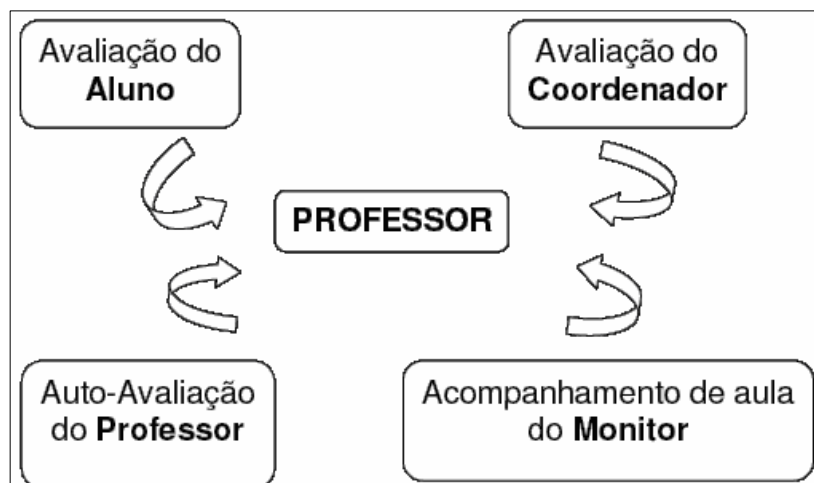 Avaliação do
Aluno
Avaliação do
Coordenador
PROFESSOR
Auto-Avaliação
do Professor
Acompanhamento de aula
do Monitor